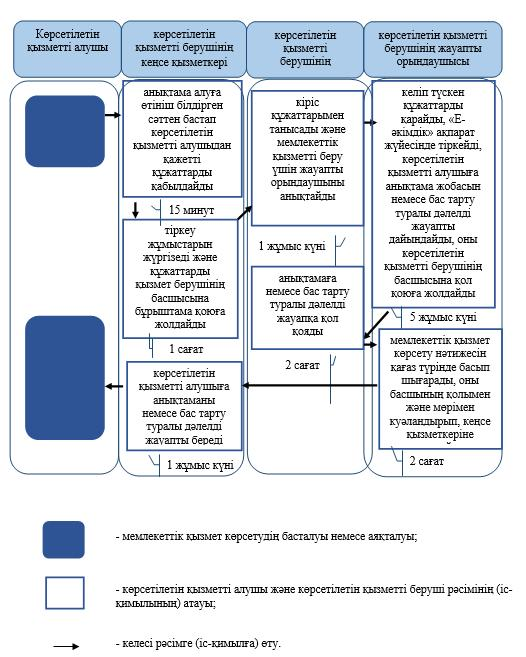 Көрсетілетін
қызметті алушы
көрсетілетін
қызметті берушінің
кеңсе қызметкері
көрсетілетін
қызметті
берушінің
көрсетілетін қызметті
берушінің жауапты
орындаушысы
анықтама алуға
өтініш білдірген
сәттен бастап
көрсетілетін
қызметті алушыдан
қажетті
құжаттарды
қабылдайды
15 минут
тіркеу
жұмыстарын
жүргізеді және
құжаттарды
қызмет берушінің
басшысына
бұрыштама қоюға
жолдайды
1 сағат
көрсетілетін
қызметті алушыға
анықтаманы
немесе бас тарту
туралы дәлелді
жауапты береді
1 жұмыс күні
кіріс
құжаттарымен
танысады және
мемлекеттік
қызметті беру
үшін жауапты
орындаушыны
анықтайды
1 жұмыс күні
анықтамаға
немесе бас тарту
туралы дәлелді
жауапқа қол
қояды
2 сағат
келіп түскен
құжаттарды
қарайды, «Е-
әкімдік» ақпарат
жүйесінде тіркейді,
көрсетілетін
қызметті алушыға
анықтама жобасын
немесе бас тарту
туралы дәлелді
жауапты
дайындайды, оны
көрсетілетін
қызметті берушінің
басшысына қол
қоюға жолдайды
5 жұмыс күні
мемлекеттік қызмет
көрсету нәтижесін
қағаз түрінде басып
шығарады, оны
басшының қолымен
және мөрімен
куәландырып, кеңсе
қызметкеріне
2 сағат
- мемлекеттік қызмет көрсетудің басталуы немесе аяқталуы;
- көрсетілетін қызметті алушы және көрсетілетін қызметті беруші рәсімінің (іс-
қимылының) атауы;
- келесі рәсімге (іс-қимылға) өту.